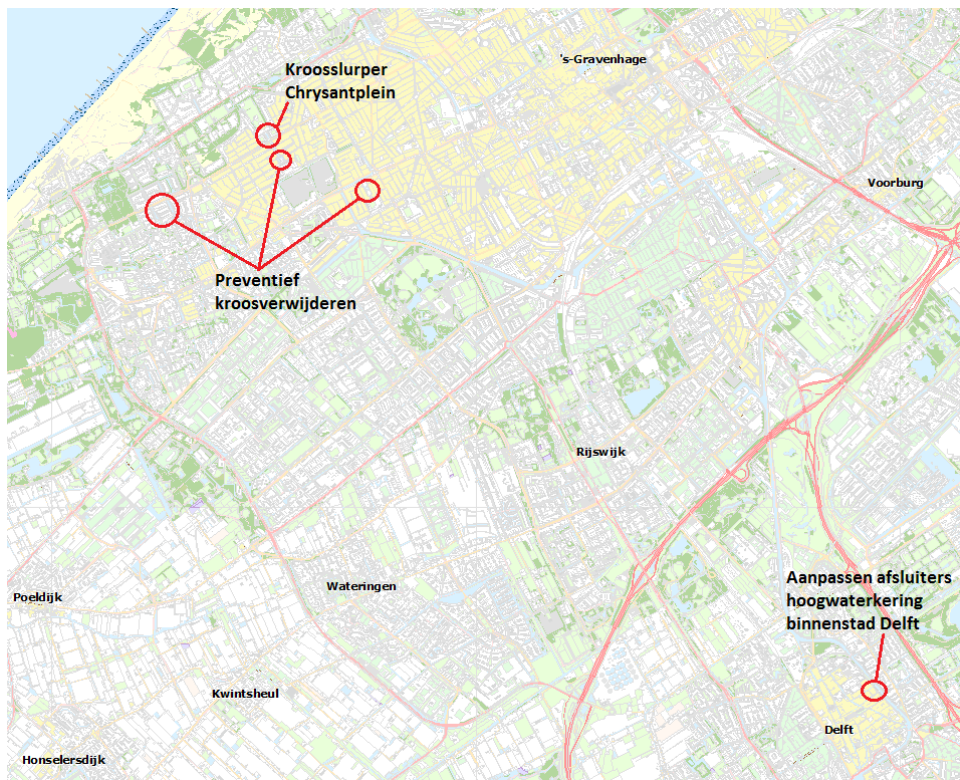 's-Gravenhage
Kroosslurper
Chrysantplein
Voorburg
Preventief
kroosverwijderen
Rijswijk
Aanpassen afsluiters
hoogwaterkering
binnenstad Delft
Wateringen
Poeldijk
Kwintsheul
Delft
Honselersdijk